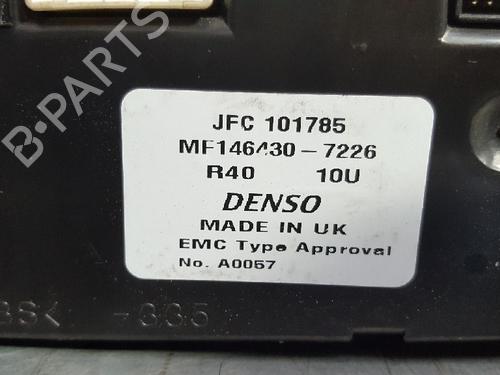 JFC 101785
MF146430-7226
R40 10U
DENSO
MADE IN UK
EMC Type Approval
No. A0057
B-PARTS